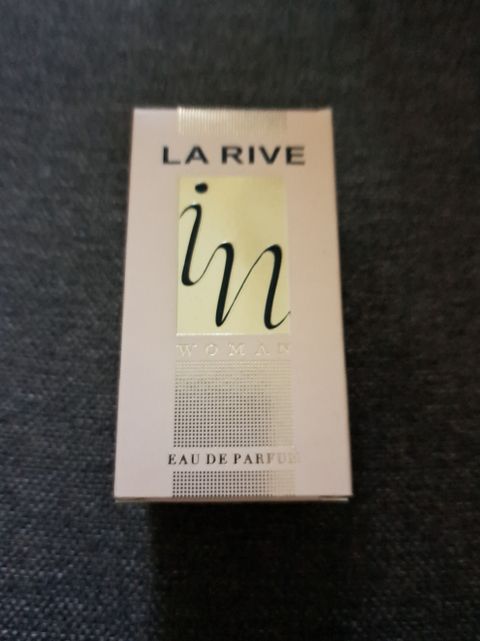 LA RIVE
in
WOMAN
EAU DE PARFUM